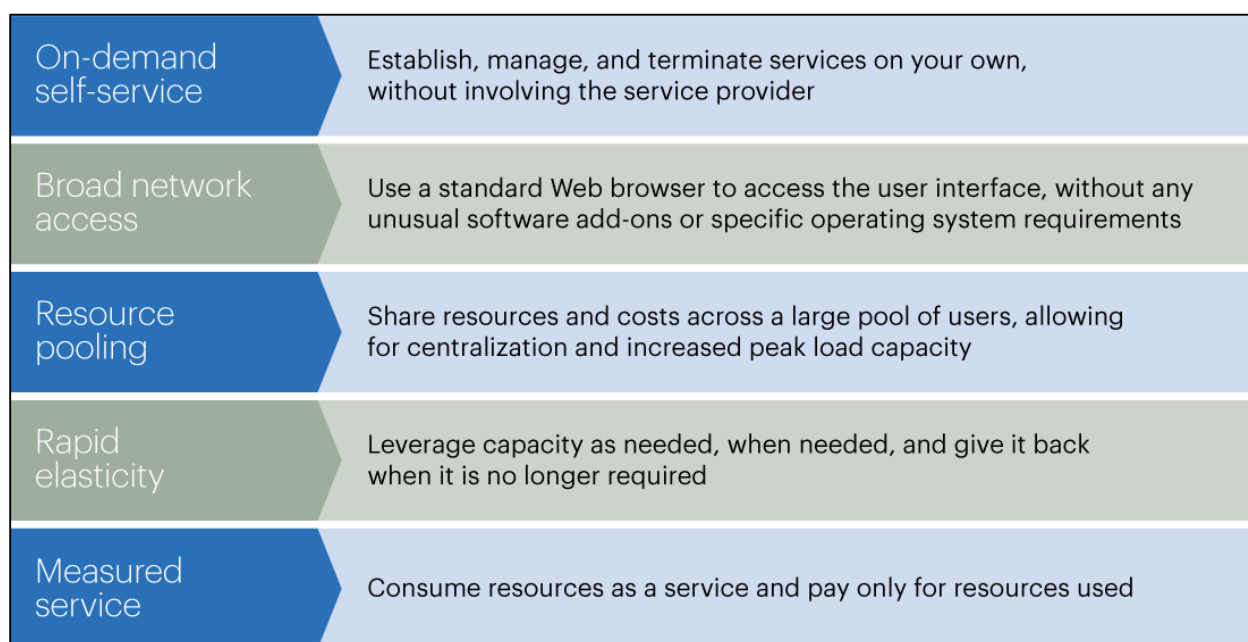 On-demand
self-service
Establish, manage, and terminate services on your own,
without involving the service provider
Broad network
access
Use a standard Web browser to access the user interface, without any
unusual software add-ons or specific operating system requirements
Resource
pooling
Share resources and costs across a large pool of users, allowing
for centralization and increased peak load capacity
Rapid
elasticity
Leverage capacity as needed, when needed, and give it back
when it is no longer required
Measured
service
Consume resources as a service and pay only for resources used